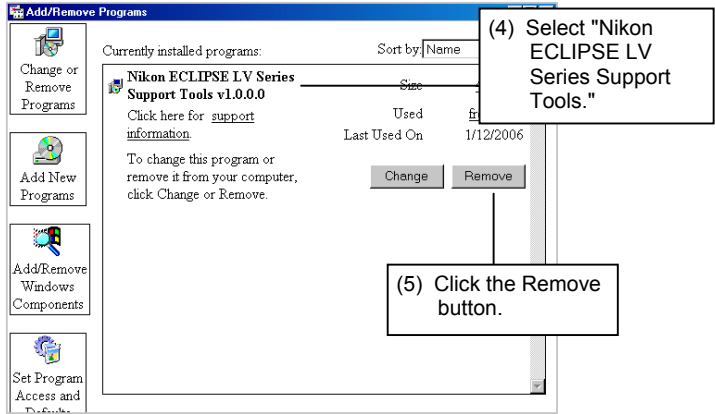 Add/Remove Programs
Change or
Remove
Programs
Add New
Programs
Add/Remove
Windows
Components
Set Program
Access and
Defaults
Currently installed programs:
Sort by: Name
Nikon ECLIPSE LV Series
Support Tools v1.0.0.0
Size
Click here for support
information.
Used
Last Used On 1/12/2006
To change this program or
remove it from your computer,
click Change or Remove.
Change
Remove
(4) Select "Nikon
ECLIPSE LV
Series Support
Tools."
(5) Click the Remove
button.